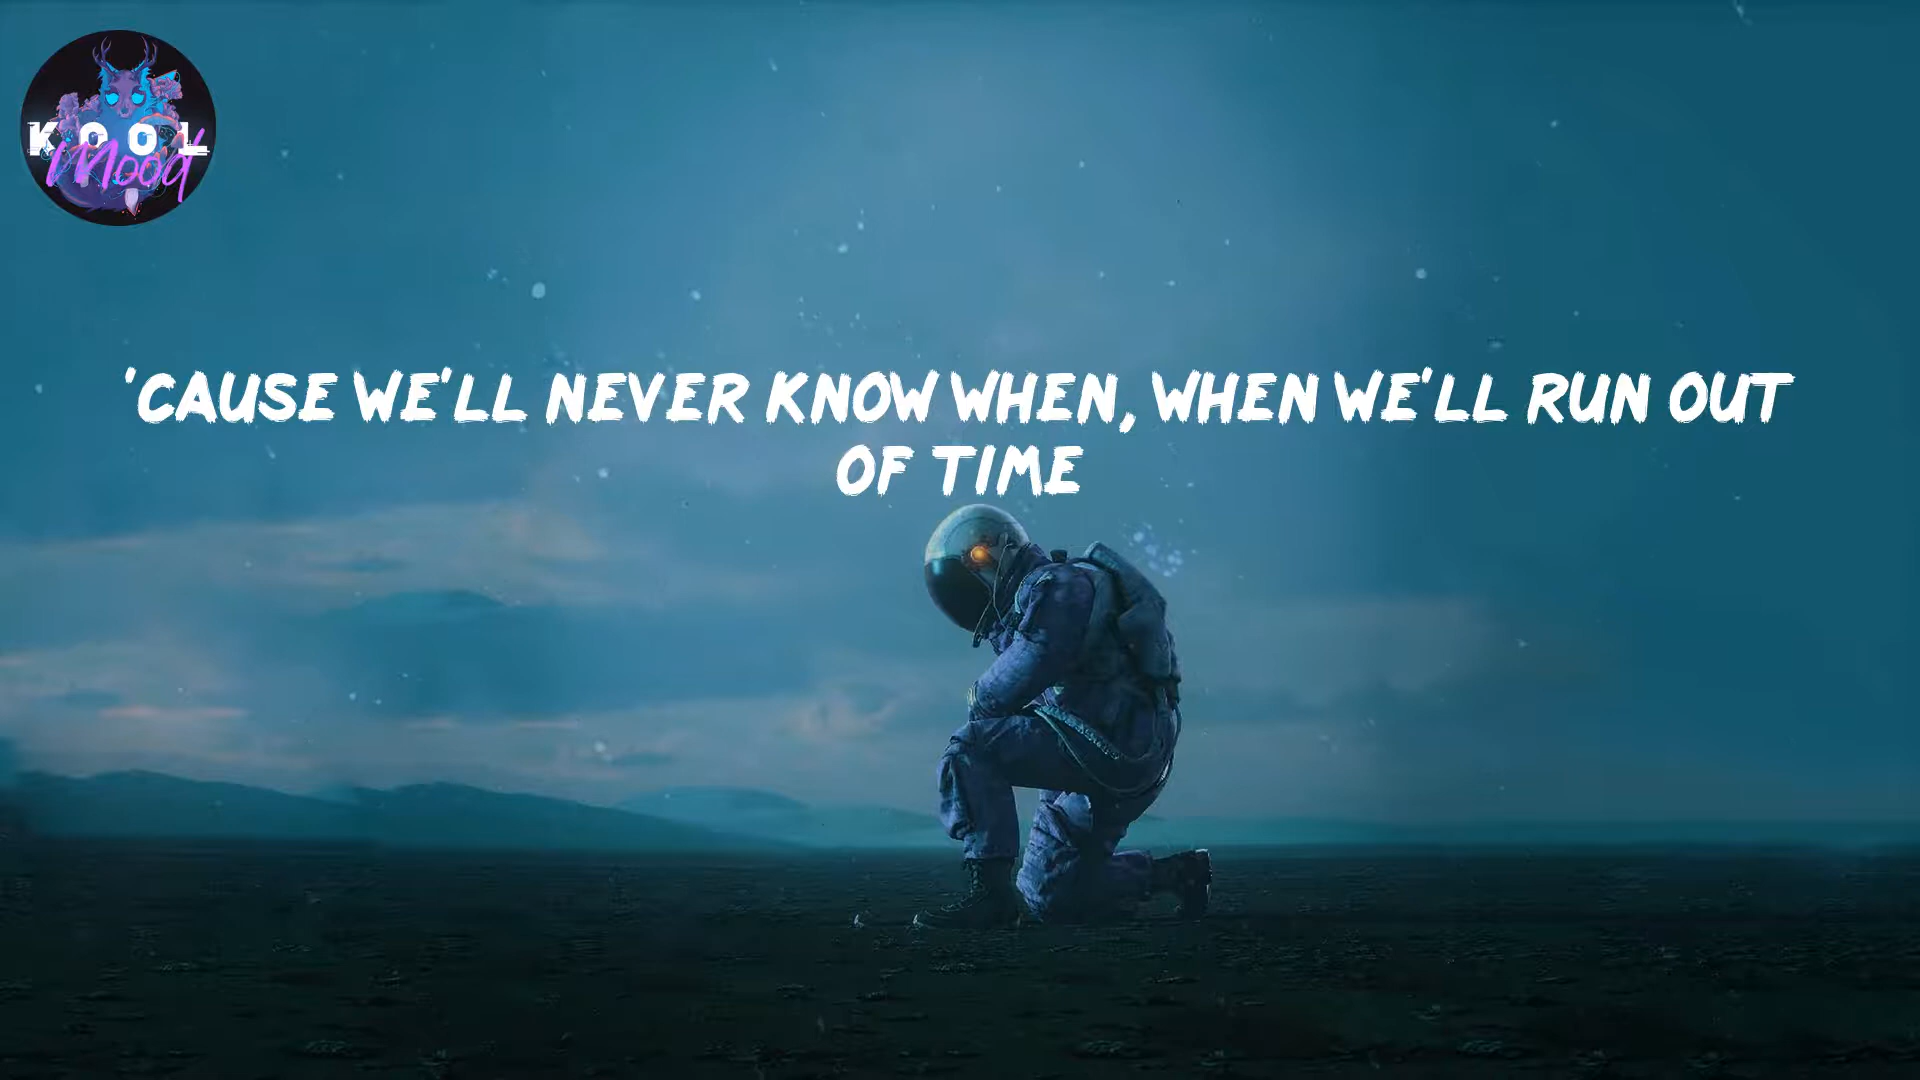 KOOL
Mood
'CAUSE WE'LL NEVER KNOW WHEN, WHEN WE'LL RUN OUT
OF TIME